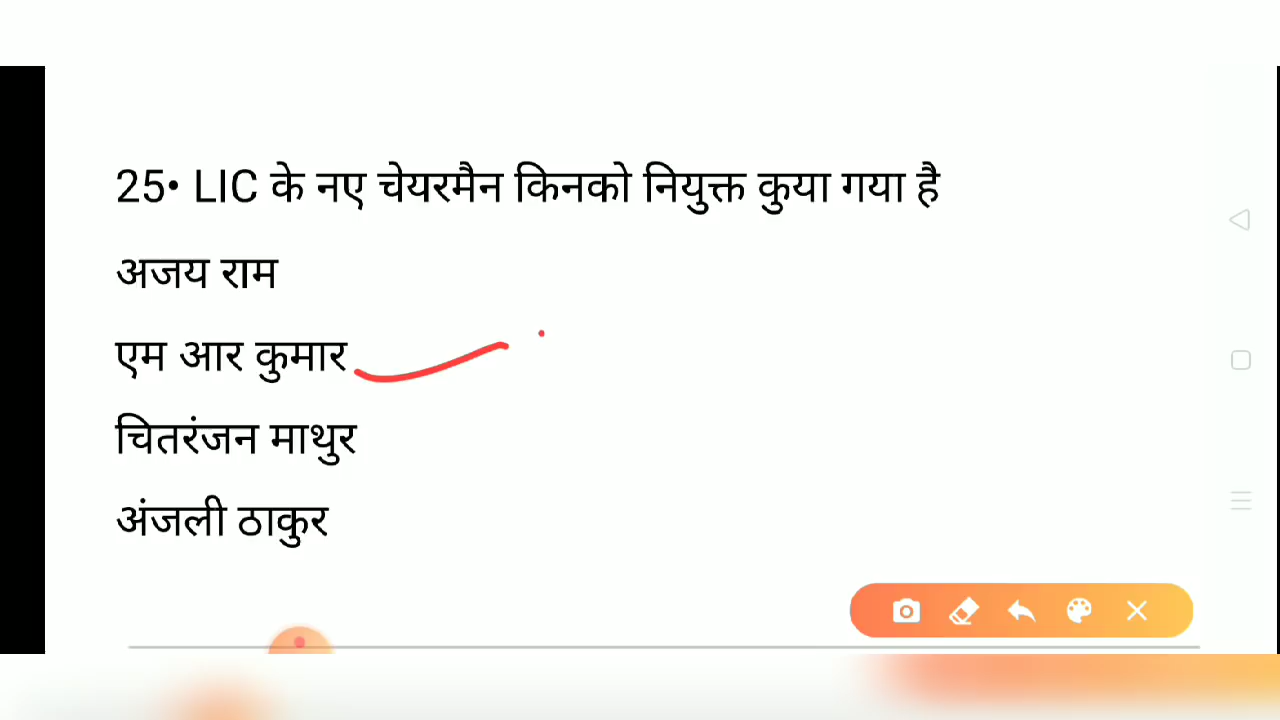 25• LIC के नए चेयरमैन किनको नियुक्त कुया गया है
अजय राम
एम आर कुमार
चितरंजन माथुर
अंजली ठाकुर